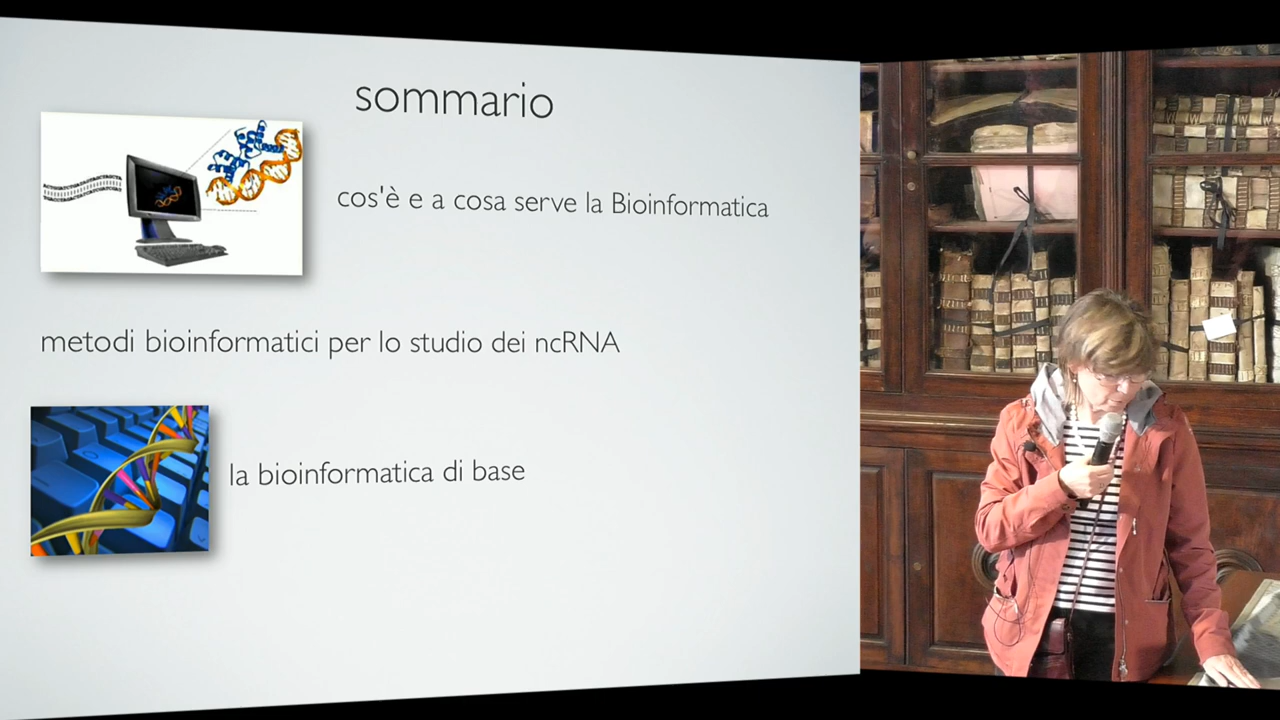 sommario
cos'è e a cosa serve la Bioinformatica
metodi bioinformatici per lo studio dei ncRNA
la bioinformatica di base